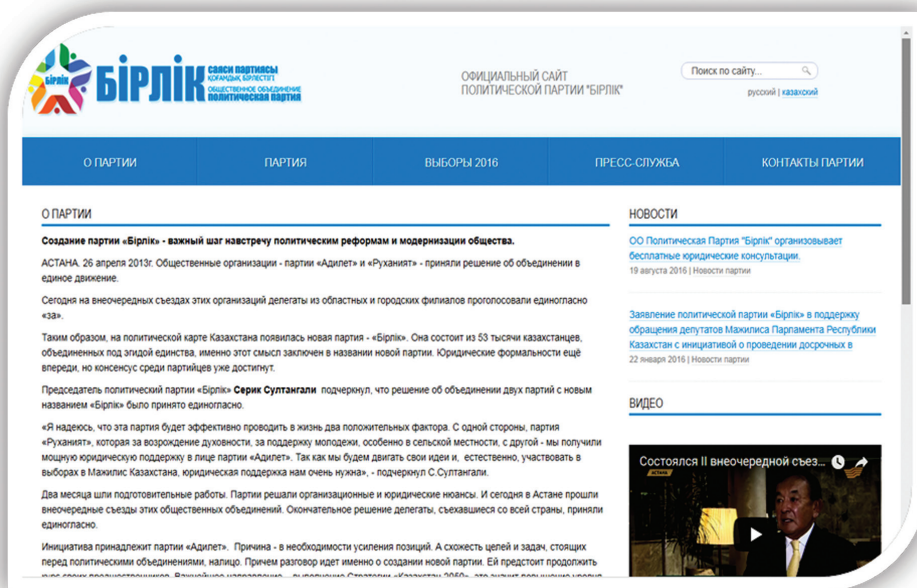 бірлік
БІРЛІК
саяси партиясы
қоғамдық бірлестігі
общественное объединение
политическая партия
ОФИЦИАЛЬНЫЙ САЙТ
ПОЛИТИЧЕСКОЙ ПАРТИИ "БІРЛІК"
Поиск по сайту...
русский | казахский
О ПАРТИИ
ПАРТИЯ
ВЫБОРЫ 2016
ПРЕСС-СЛУЖБА
КОНТАКТЫ ПАРТИИ
О ПАРТИИ
Создание партии «Бірлік» - важный шаг навстречу политическим реформам и модернизации общества.
АСТАНА. 26 апреля 2013г. Общественные организации - партии «Адилет» и «Руханият» - приняли решение об объединении в
единое движение.
Сегодня на внеочередных съездах этих организаций делегаты из областных и городских филиалов проголосовали единогласно
«за».
Таким образом, на политической карте Казахстана появилась новая партия - «Бірлік». Она состоит из 53 тысячи казахстанцев,
объединенных под эгидой единства, именно этот смысл заключен в названии новой партии. Юридические формальности ещё
впереди, но консенсус среди партийцев уже достигнут.
Председатель политический партии «Бірлік» Серик Султангали подчеркнул, что решение об объединении двух партий с новым
названием «Бірлік» было принято единогласно.
«Я надеюсь, что эта партия будет эффективно проводить в жизнь два положительных фактора. С одной стороны, партия
«Руханият», которая за возрождение духовности, за поддержку молодежи, особенно в сельской местности, с другой - мы получили
мощную юридическую поддержку в лице партии «Адилет». Так как мы будем двигать свои идеи и, естественно, участвовать в
выборах в Мажилис Казахстана, юридическая поддержка нам очень нужна», - подчеркнул С.Султангали.
Два месяца шли подготовительные работы. Партии решали организационные и юридические нюансы. И сегодня в Астане прошли
внеочередные съезды этих общественных объединений. Окончательное решение делегаты, съехавшиеся со всей страны, приняли
единогласно.
Инициатива принадлежит партии «Адилет». Причина - в необходимости усиления позиций. А схожесть целей и задач, стоящих
перед политическими объединениями, налицо. Причем разговор идет именно о создании новой партии. Ей предстоит продолжить
НОВОСТИ
ОО Политическая Партия "Бірлік" организовывает
бесплатные юридические консультации.
19 августа 2016 | Новости партии
Заявление политической партии «Бірлік» в поддержку
обращения депутатов Мажилиса Парламента Республики
Казахстан с инициативой о проведении досрочных в
22 января 2016 | Новости партии
ВИДЕО
Состоялся II внеочередной съез...
АСТАНА